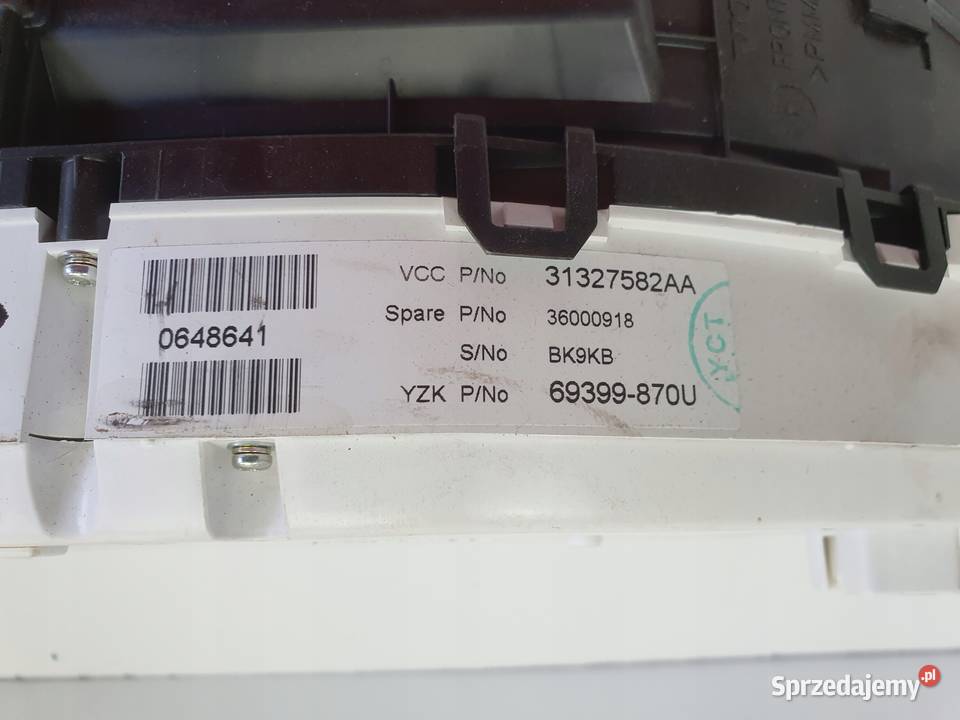 VCC P/No 31327582AA
Spare P/No 36000918
S/No BK9KB
YZK P/No 69399-870U
0648641
YCT
Sprzedajemy.pl